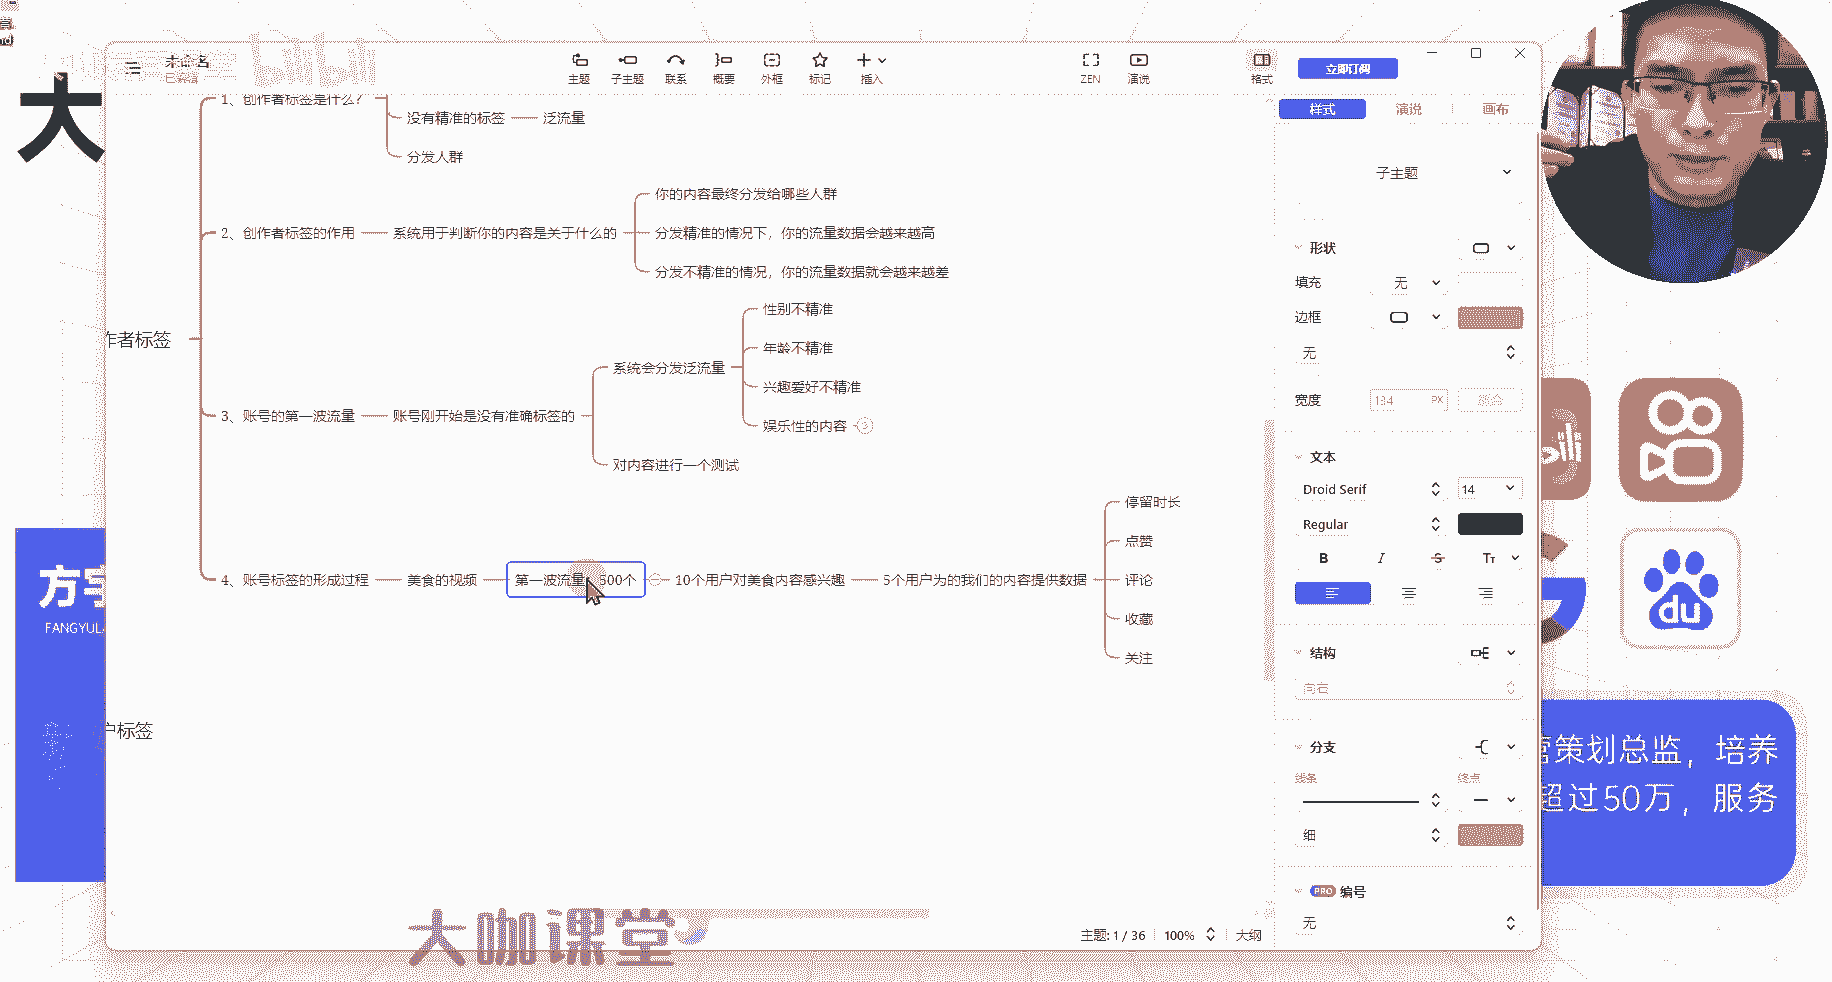 未命名
已编辑
bilibili
主题
子主题
联系
概要
外框
标记
插入
ZEN
演说
格式
立即订阅
大
1、创作者标签是什么?
没有精准的标签
泛流量
分发人群
2、创作者标签的作用
系统用于判断你的内容是关于什么的
你的内容最终分发给哪些人群
分发精准的情况下，你的流量数据会越来越高
分发不精准的情况，你的流量数据就会越来越差
作者标签
3、账号的第一波流量
账号刚开始是没有准确标签的
系统会分发泛流量
性别不精准
年龄不精准
兴趣爱好不精准
娱乐性的内容
3
对内容进行一个测试
4、账号标签的形成过程
美食的视频
第一波流量
500个
10个用户对美食内容感兴趣
5个用户为的我们的内容提供数据
停留时长
点赞
评论
收藏
关注
户标签
样式
演说
画布
子主题
形状
填充
无
边框
无
宽度
134
PX
文本
Droid Serif
14
Regular
B
I
S
Tт
结构
向右
分支
线条
终点
细
PRO
编号
无
主题: 1 / 36
100%
大纲
方宇
FANGYUL
du
营策划总监，培养
超过50万，服务
大咖课堂